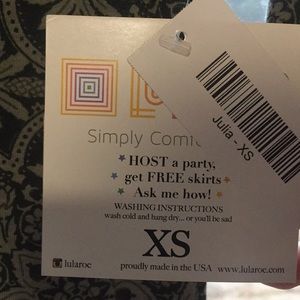 Julia - XS
Simply Com
HOST a party,
get FREE skirts
Ask me how!
WASHING INSTRUCTIONS
wash cold and hang dry... or you'll be sad
XS
proudly made in the USA www.lularoe.com
lularoe